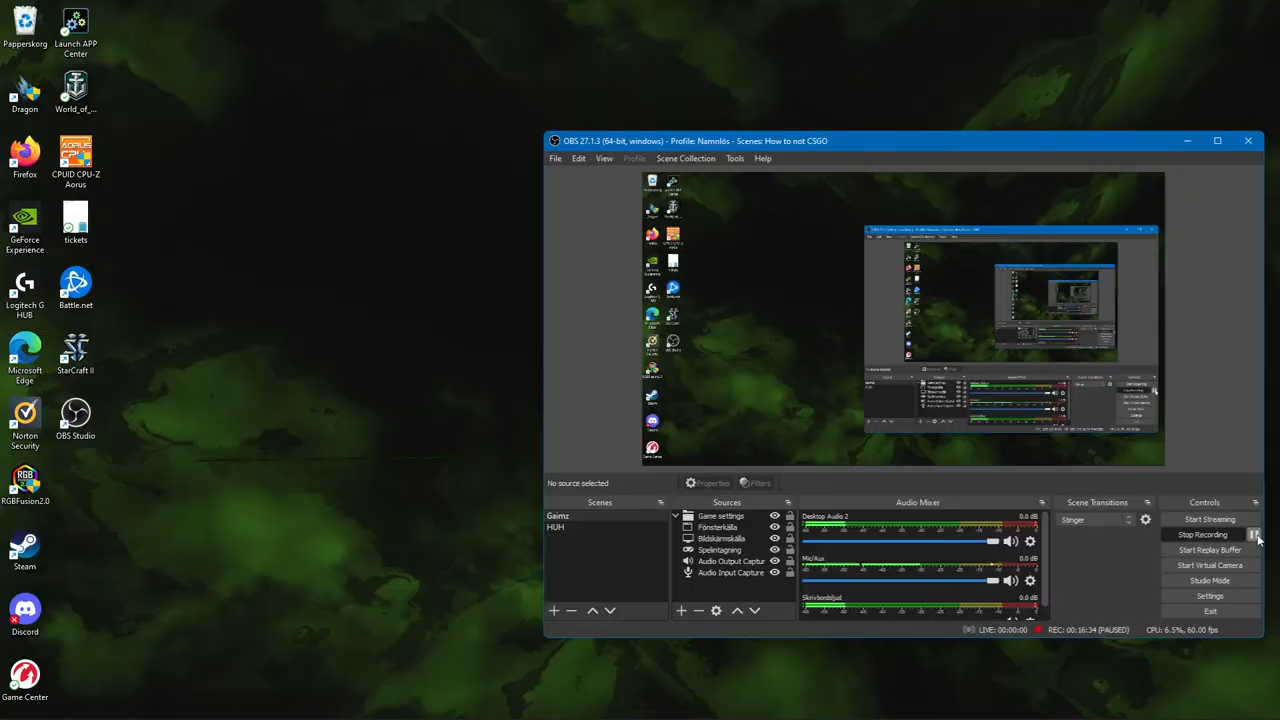 Papperskorg
Launch APP
Center
Dragon
World_of_...
Firefox
CPUID CPU-Z
Aorus
GeForce
Experience
tickets
Logitech G
HUB
Battle.net
Microsoft
Edge
StarCraft II
Norton
Security
OBS Studio
RGBFusion2.0
Steam
Discord
Game Center
OBS 27.1.3 (64-bit, windows) - Profile: Namnlös - Scenes: How to not CSGO
File Edit View Profile Scene Collection Tools Help
No source selected Properties Filters
Scenes
Gaimz
HUH
Sources
Game settings
Fönsterkälla
Bildskärmskälla
Spelintagning
Audio Output Captur
Audio Input Capture
Audio Mixer
Desktop Audio 2 0.0 dB
Mic/Aux 0.0 dB
Skrivbordsljud 0.0 dB
Scene Transitions
Stinger
Controls
Start Streaming
Stop Recording
Start Replay Buffer
Start Virtual Camera
Studio Mode
Settings
Exit
LIVE: 00:00:00 REC: 00:16:34 (PAUSED) CPU: 6.5%, 60.00 fps